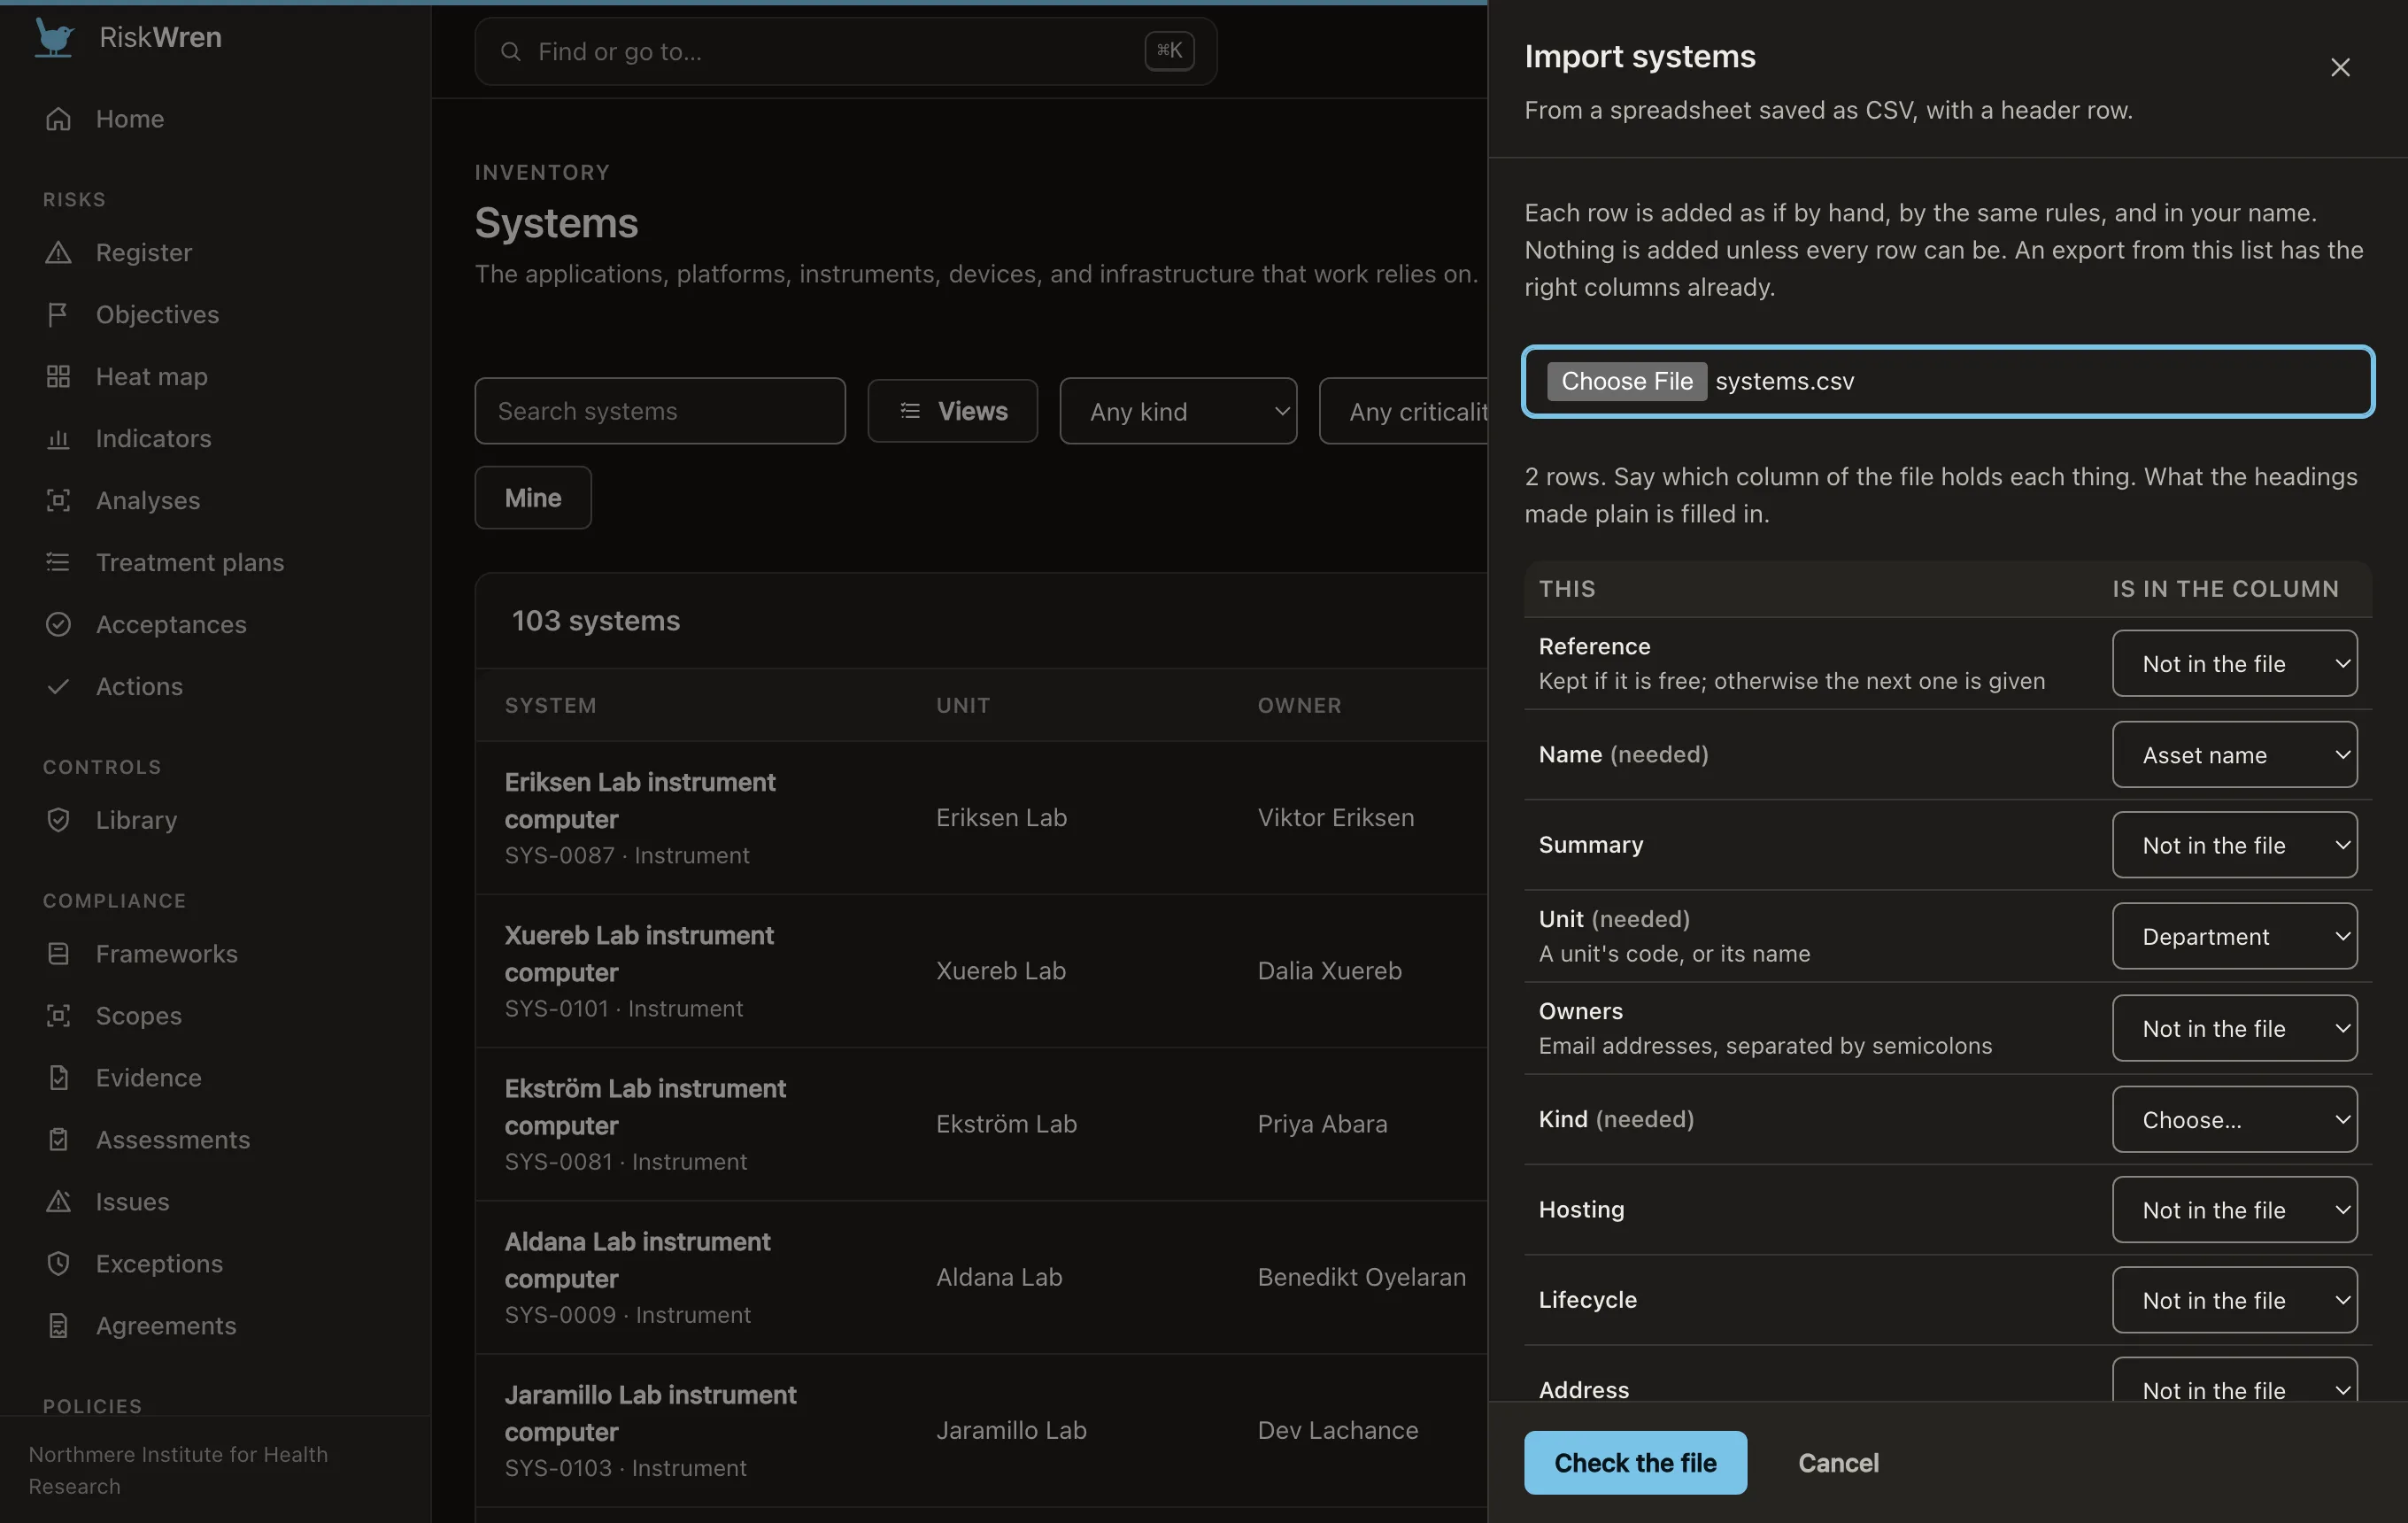 RiskWren
Home
RISKS
Register
Objectives
Heat map
Indicators
Analyses
Treatment plans
Acceptances
Actions
CONTROLS
Library
COMPLIANCE
Frameworks
Scopes
Evidence
Assessments
Issues
Exceptions
Agreements
POLICIES
Northmere Institute for Health
Research
Find or go to...
⌘K
INVENTORY
Systems
The applications, platforms, instruments, devices, and infrastructure that work relies on.
Search systems
Views
Any kind
Any criticalit
Mine
103 systems
SYSTEM UNIT OWNER
Eriksen Lab instrument
computer
SYS-0087 · Instrument
Eriksen Lab
Viktor Eriksen
Xuereb Lab instrument
computer
SYS-0101 · Instrument
Xuereb Lab
Dalia Xuereb
Ekström Lab instrument
computer
SYS-0081 · Instrument
Ekström Lab
Priya Abara
Aldana Lab instrument
computer
SYS-0009 · Instrument
Aldana Lab
Benedikt Oyelaran
Jaramillo Lab instrument
computer
SYS-0103 · Instrument
Jaramillo Lab
Dev Lachance
Import systems
From a spreadsheet saved as CSV, with a header row.
Each row is added as if by hand, by the same rules, and in your name.
Nothing is added unless every row can be. An export from this list has the
right columns already.
Choose File systems.csv
2 rows. Say which column of the file holds each thing. What the headings
made plain is filled in.
THIS IS IN THE COLUMN
Reference
Kept if it is free; otherwise the next one is given
Not in the file
Name (needed)
Asset name
Summary
Not in the file
Unit (needed)
A unit's code, or its name
Department
Owners
Email addresses, separated by semicolons
Not in the file
Kind (needed)
Choose...
Hosting
Not in the file
Lifecycle
Not in the file
Address
Not in the file
Check the file
Cancel